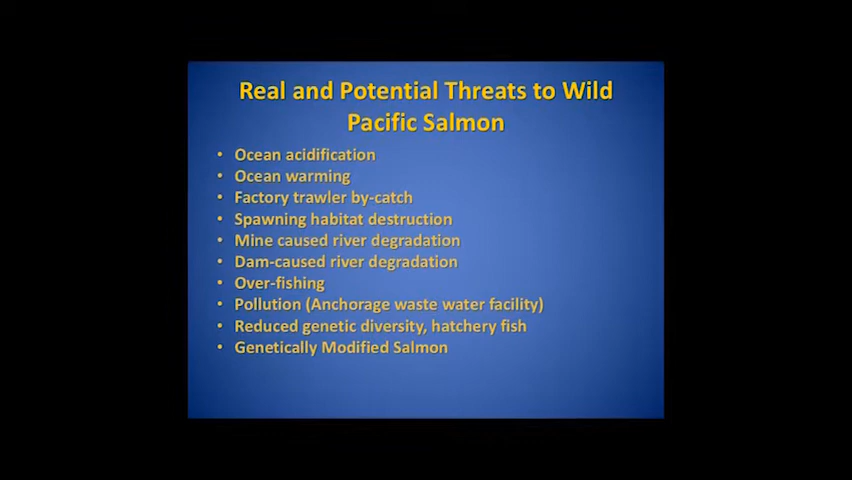 Real and Potential Threats to Wild
Pacific Salmon
• Ocean acidification
• Ocean warming
• Factory trawler by-catch
• Spawning habitat destruction
• Mine caused river degradation
• Dam-caused river degradation
• Over-fishing
• Pollution (Anchorage waste water facility)
• Reduced genetic diversity, hatchery fish
• Genetically Modified Salmon